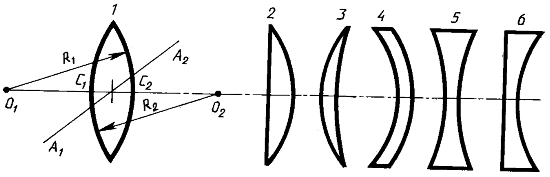 1 2 3 4 5 6
R₁ A₂
C₁ C₂
O₁ R₂ O₂
A₁